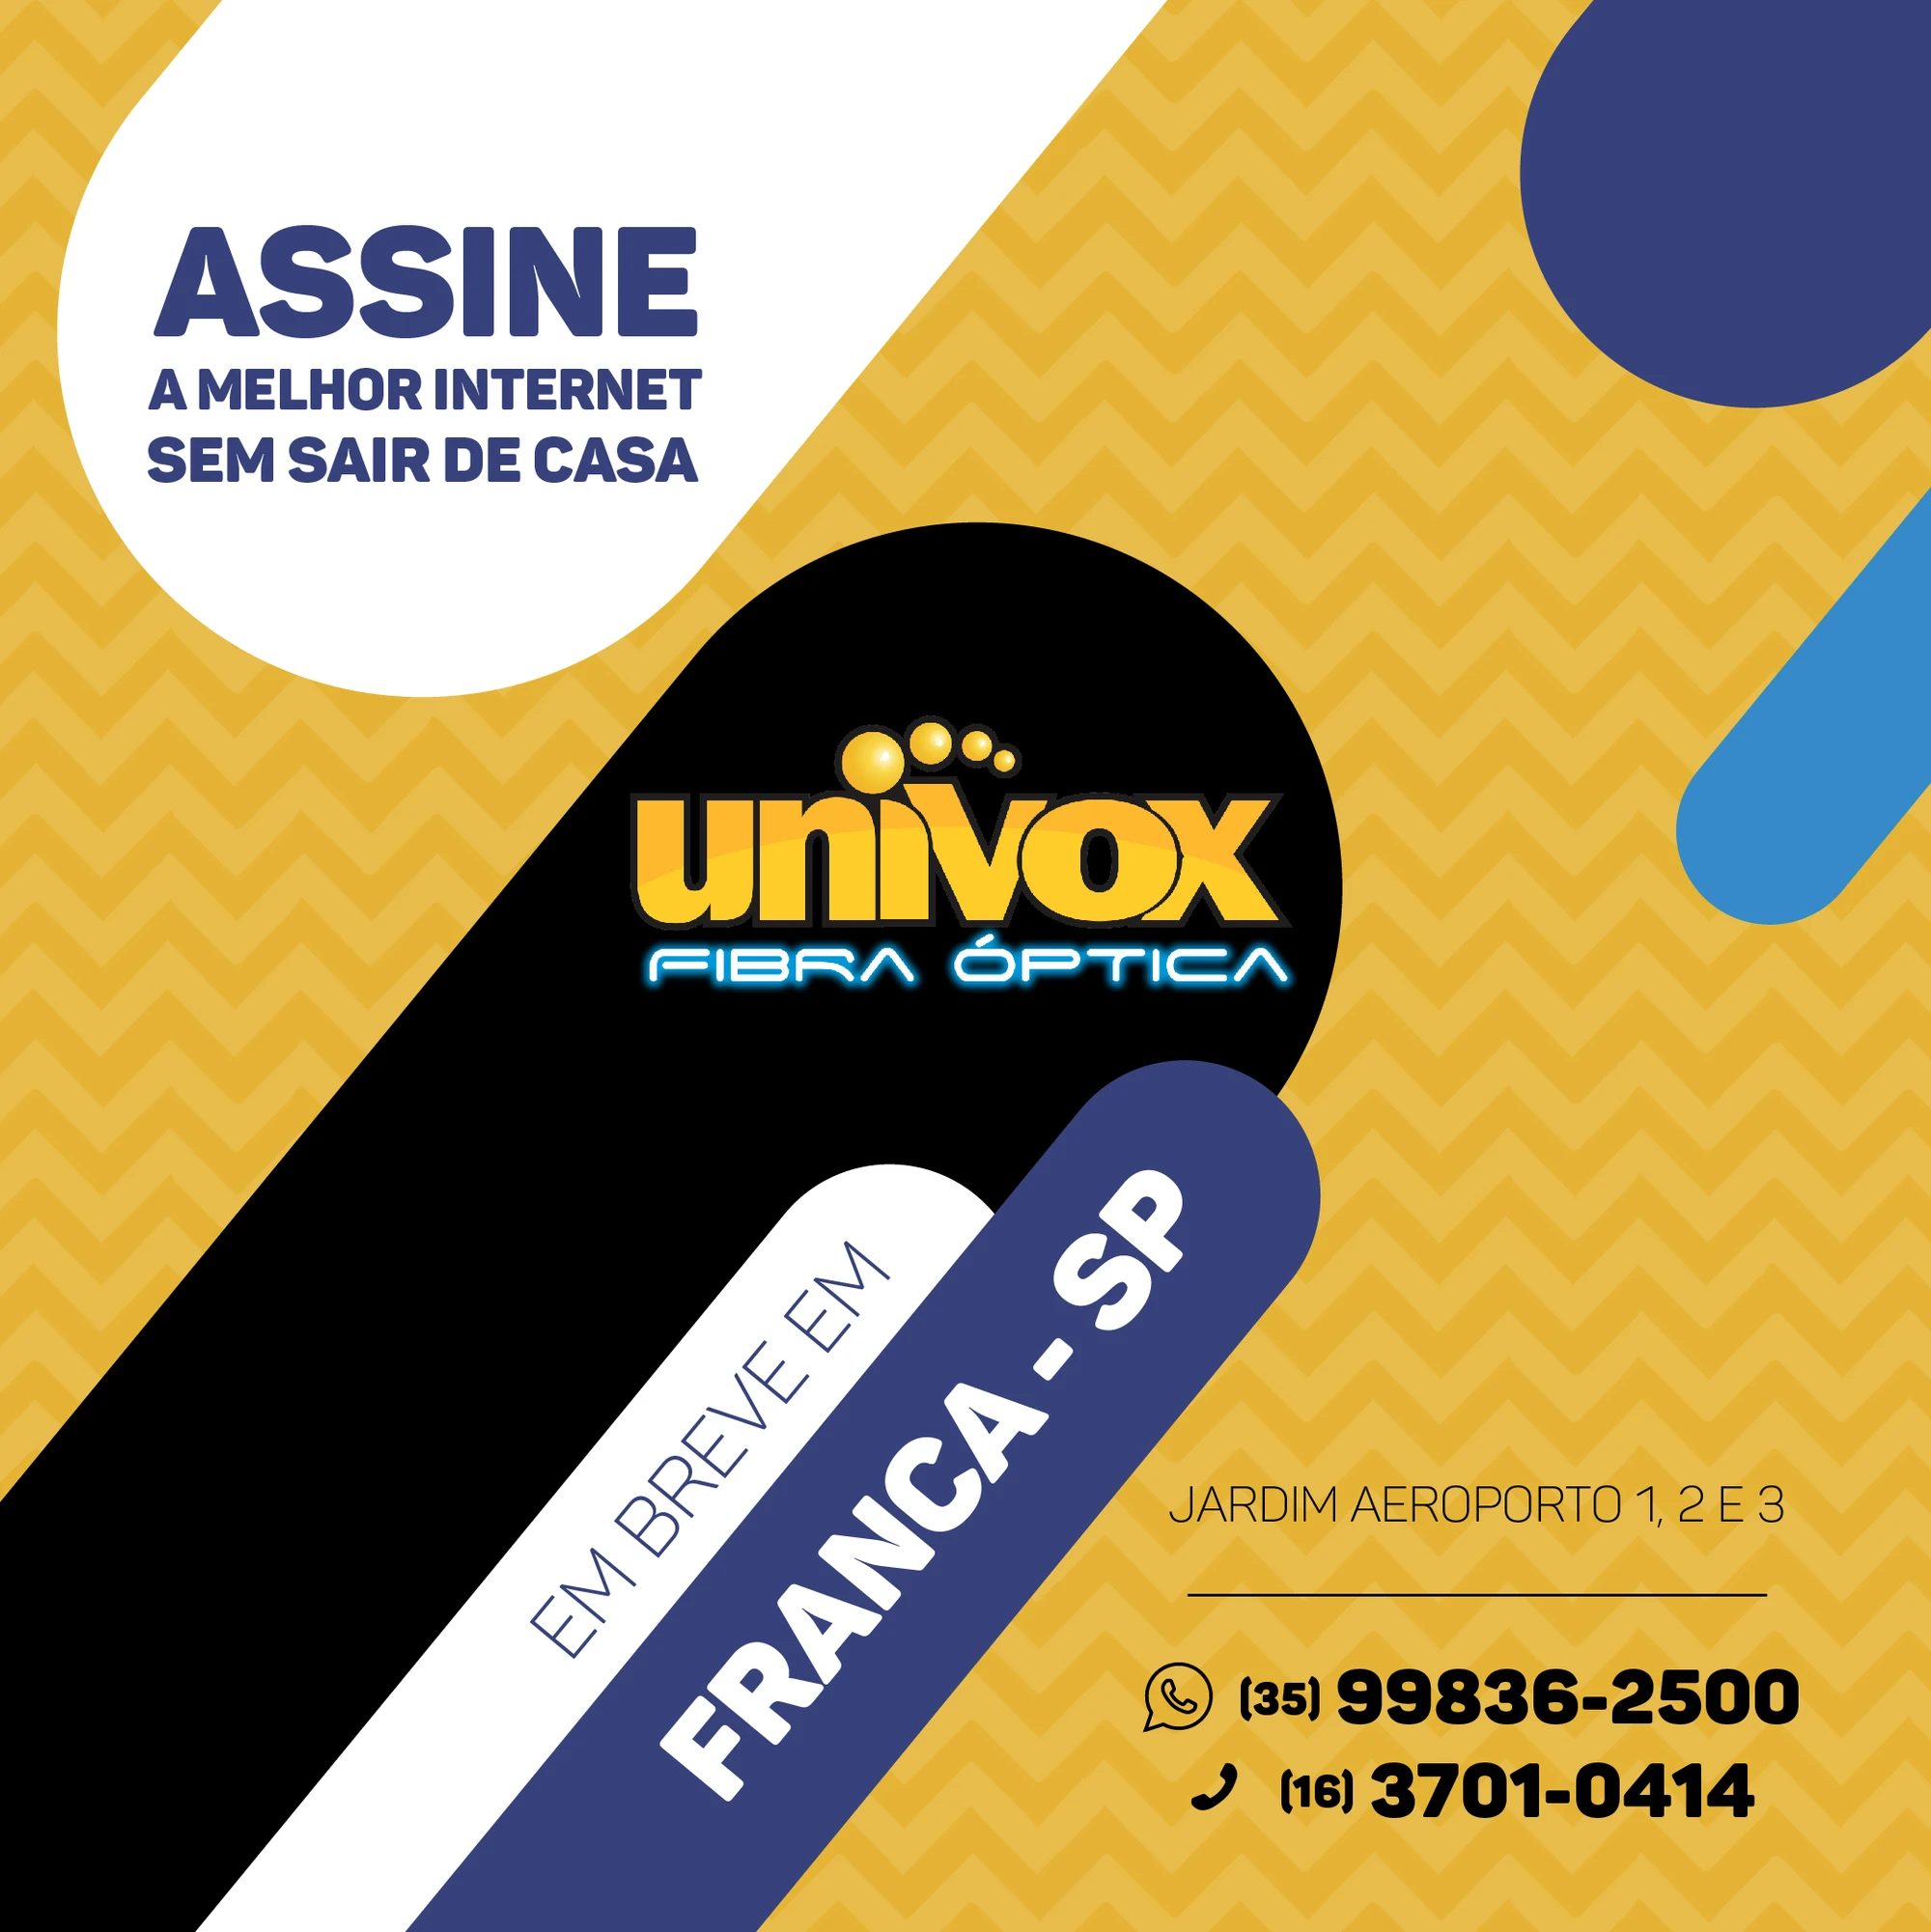 ASSINE
A MELHOR INTERNET
SEM SAIR DE CASA
univox
FIBRA ÓPTICA
EM BREVE EM
FRANCA - SP
JARDIM AEROPORTO 1, 2 E 3
(35) 99836-2500
(16) 3701-0414